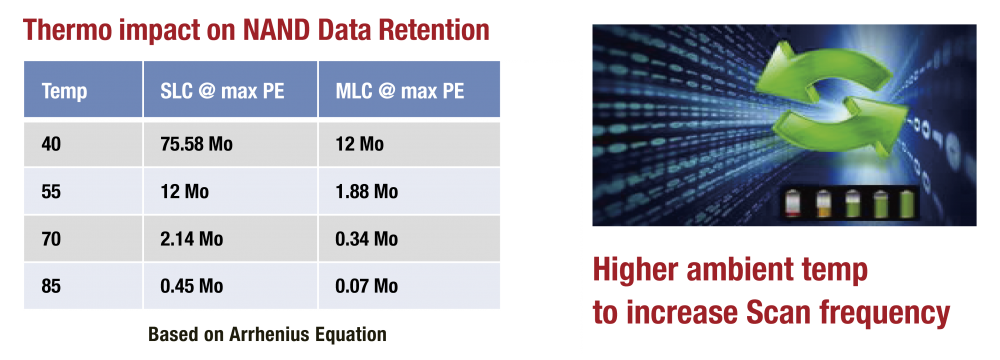 Thermo impact on NAND Data Retention
Temp SLC @ max PE MLC @ max PE
40 75.58 Mo 12 Mo
55 12 Mo 1.88 Mo
70 2.14 Mo 0.34 Mo
85 0.45 Mo 0.07 Mo
Based on Arrhenius Equation
Higher ambient temp
to increase Scan frequency